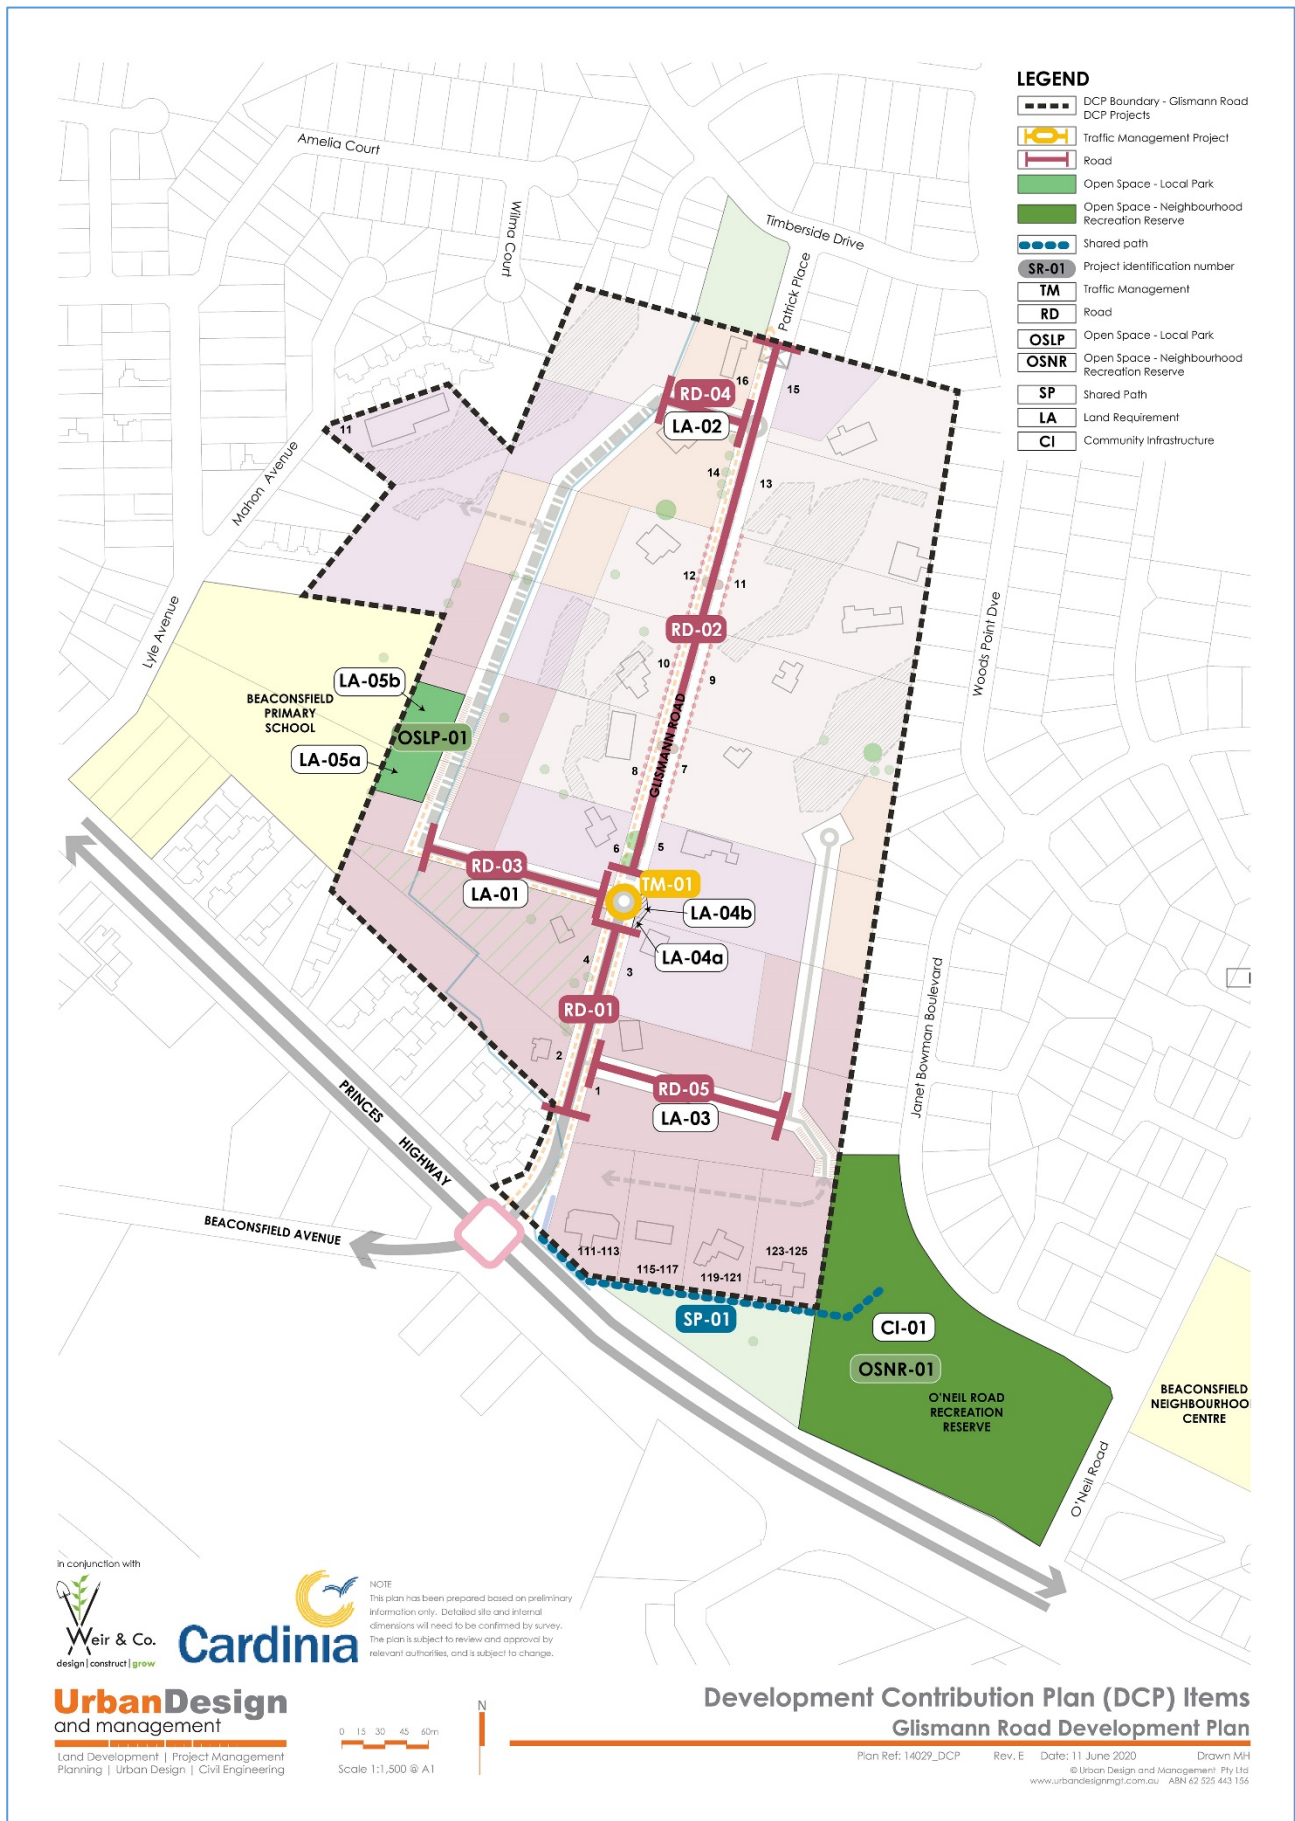 LEGEND
DCP Boundary - Glismann Road
DCP Projects
Traffic Management Project
Road
Open Space - Local Park
Open Space - Neighbourhood
Recreation Reserve
Shared path
SR-01 Project identification number
TM Traffic Management
RD Road
OSLP Open Space - Local Park
OSNR Open Space - Neighbourhood
Recreation Reserve
SP Shared Path
LA Land Requirement
CI Community Infrastructure
Amelia Court
Wilma Court
Timberside Drive
Patrick Place
Mahon Avenue
Lyle Avenue
Woods Point Dve
Janet Bowman Boulevard
11
16
15
RD-04
LA-02
14
13
12
11
RD-02
10
9
GLISMANN ROAD
8
7
6
5
LA-05b
BEACONSFIELD
PRIMARY
SCHOOL
OSLP-01
LA-05a
RD-03
LA-01
TM-01
LA-04b
LA-04a
4
3
RD-01
2
1
RD-05
LA-03
PRINCES
HIGHWAY
BEACONSFIELD AVENUE
111-113
115-117
119-121
123-125
SP-01
CI-01
OSNR-01
O'NEIL ROAD
RECREATION
RESERVE
BEACONSFIELD
NEIGHBOURHOO
CENTRE
O'Neil Road
in conjunction with
Weir & Co.
design | construct | grow
Cardinia
NOTE
This plan has been prepared based on preliminary
information only. Detailed site and internal
dimensions will need to be confirmed by survey.
The plan is subject to review and approval by
relevant authorities, and is subject to change.
UrbanDesign
and management
Land Development | Project Management
Planning | Urban Design | Civil Engineering
0 15 30 45 60m
Scale 1:1,500 @ A1
N
Development Contribution Plan (DCP) Items
Glismann Road Development Plan
Plan Ref: 14029_DCP Rev. E Date: 11 June 2020 Drawn MH
© Urban Design and Management Pty Ltd
www.urbandesignmgt.com.au ABN 62 525 443 156